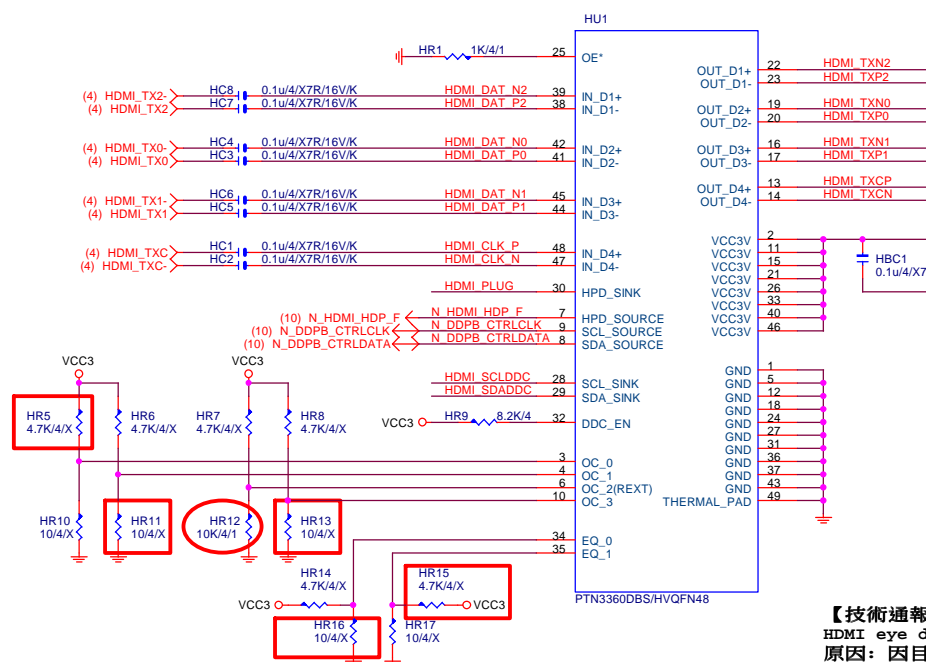 HU1
HR1 1K/4/1 25 OE*
OUT_D1+ 22 HDMI_TXN2
OUT_D1- 23 HDMI_TXP2
(4) HDMI_TX2- HC8 0.1u/4/X7R/16V/K HDMI_DAT_N2 39 IN_D1+
(4) HDMI_TX2 HC7 0.1u/4/X7R/16V/K HDMI_DAT_P2 38 IN_D1-
OUT_D2+ 19 HDMI_TXN0
OUT_D2- 20 HDMI_TXP0
(4) HDMI_TX0- HC4 0.1u/4/X7R/16V/K HDMI_DAT_N0 42 IN_D2+
(4) HDMI_TX0 HC3 0.1u/4/X7R/16V/K HDMI_DAT_P0 41 IN_D2-
OUT_D3+ 16 HDMI_TXN1
OUT_D3- 17 HDMI_TXP1
OUT_D4+ 13 HDMI_TXCP
OUT_D4- 14 HDMI_TXCN
(4) HDMI_TX1- HC6 0.1u/4/X7R/16V/K HDMI_DAT_N1 45 IN_D3+
(4) HDMI_TX1 HC5 0.1u/4/X7R/16V/K HDMI_DAT_P1 44 IN_D3-
(4) HDMI_TXC HC1 0.1u/4/X7R/16V/K HDMI_CLK_P 48 IN_D4+
(4) HDMI_TXC- HC2 0.1u/4/X7R/16V/K HDMI_CLK_N 47 IN_D4-
VCC3V 2
VCC3V 11
VCC3V 15
VCC3V 21
VCC3V 26
VCC3V 33
VCC3V 40
VCC3V 46
HBC1
0.1u/4/X7
HDMI_PLUG 30 HPD_SINK
(10) N_HDMI_HDP_F N_HDMI_HDP_F 7 HPD_SOURCE
(10) N_DDPB_CTRLCLK N_DDPB_CTRLCLK 9 SCL_SOURCE
(10) N_DDPB_CTRLDATA N_DDPB_CTRLDATA 8 SDA_SOURCE
VCC3 VCC3
HDMI_SCLDDC 28 SCL_SINK
HDMI_SDADDC 29 SDA_SINK
GND 1
GND 5
GND 12
GND 18
GND 24
GND 27
GND 31
GND 36
GND 37
GND 43
THERMAL_PAD 49
HR5 HR6 HR7 HR8
4.7K/4/X 4.7K/4/X 4.7K/4/X 4.7K/4/X
VCC3 HR9 8.2K/4 32 DDC_EN
3 OC_0
4 OC_1
6 OC_2(REXT)
10 OC_3
HR10 HR11 HR12 HR13
10/4/X 10/4/X 10K/4/1 10/4/X
34 EQ_0
35 EQ_1
HR14 HR15
4.7K/4/X 4.7K/4/X
VCC3 VCC3
HR16 HR17
10/4/X 10/4/X
PTN3360DBS/HVQFN48
【技術通報
HDMI eye d
原因: 因目